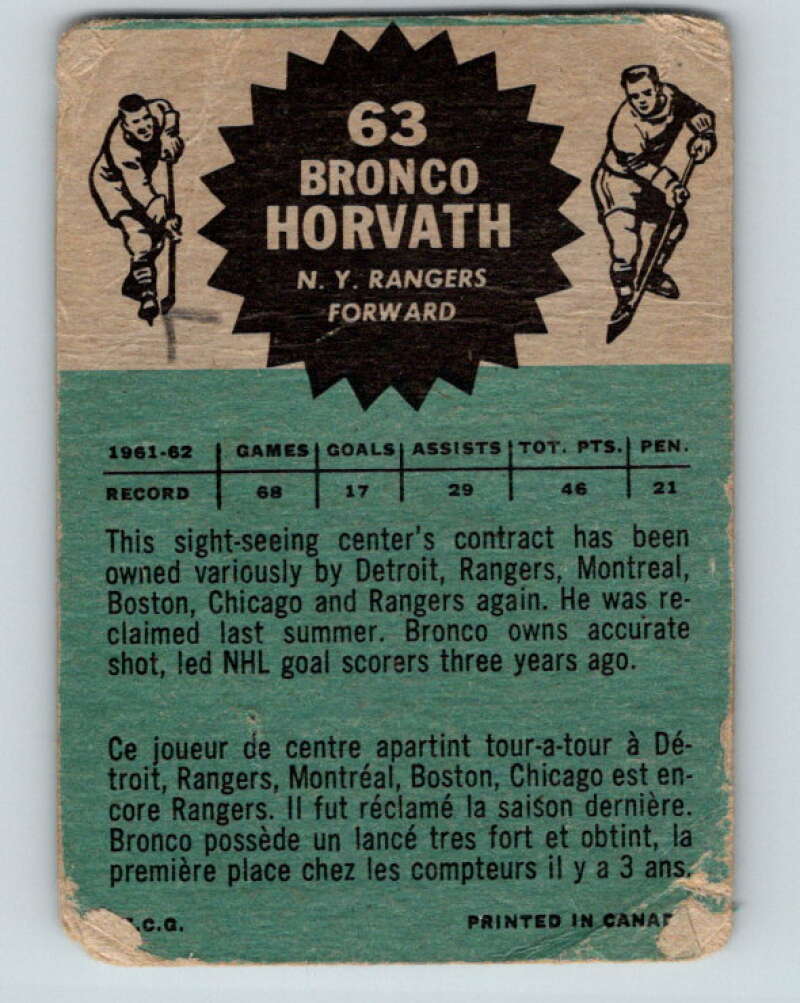 63
BRONCO
HORVATH
N. Y. RANGERS
FORWARD
1961-62 GAMES GOALS ASSISTS TOT. PTS. PEN.
RECORD 68 17 29 46 21
This sight-seeing center's contract has been
owned variously by Detroit, Rangers, Montreal,
Boston, Chicago and Rangers again. He was re-
claimed last summer. Bronco owns accurate
shot, led NHL goal scorers three years ago.
Ce joueur de centre apartint tour-a-tour à Dé-
troit, Rangers, Montréal, Boston, Chicago est en-
core Rangers. Il fut réclamé la saison dernière.
Bronco possède un lancé tres fort et obtint, la
première place chez les compteurs il y a 3 ans.
.C.G. PRINTED IN